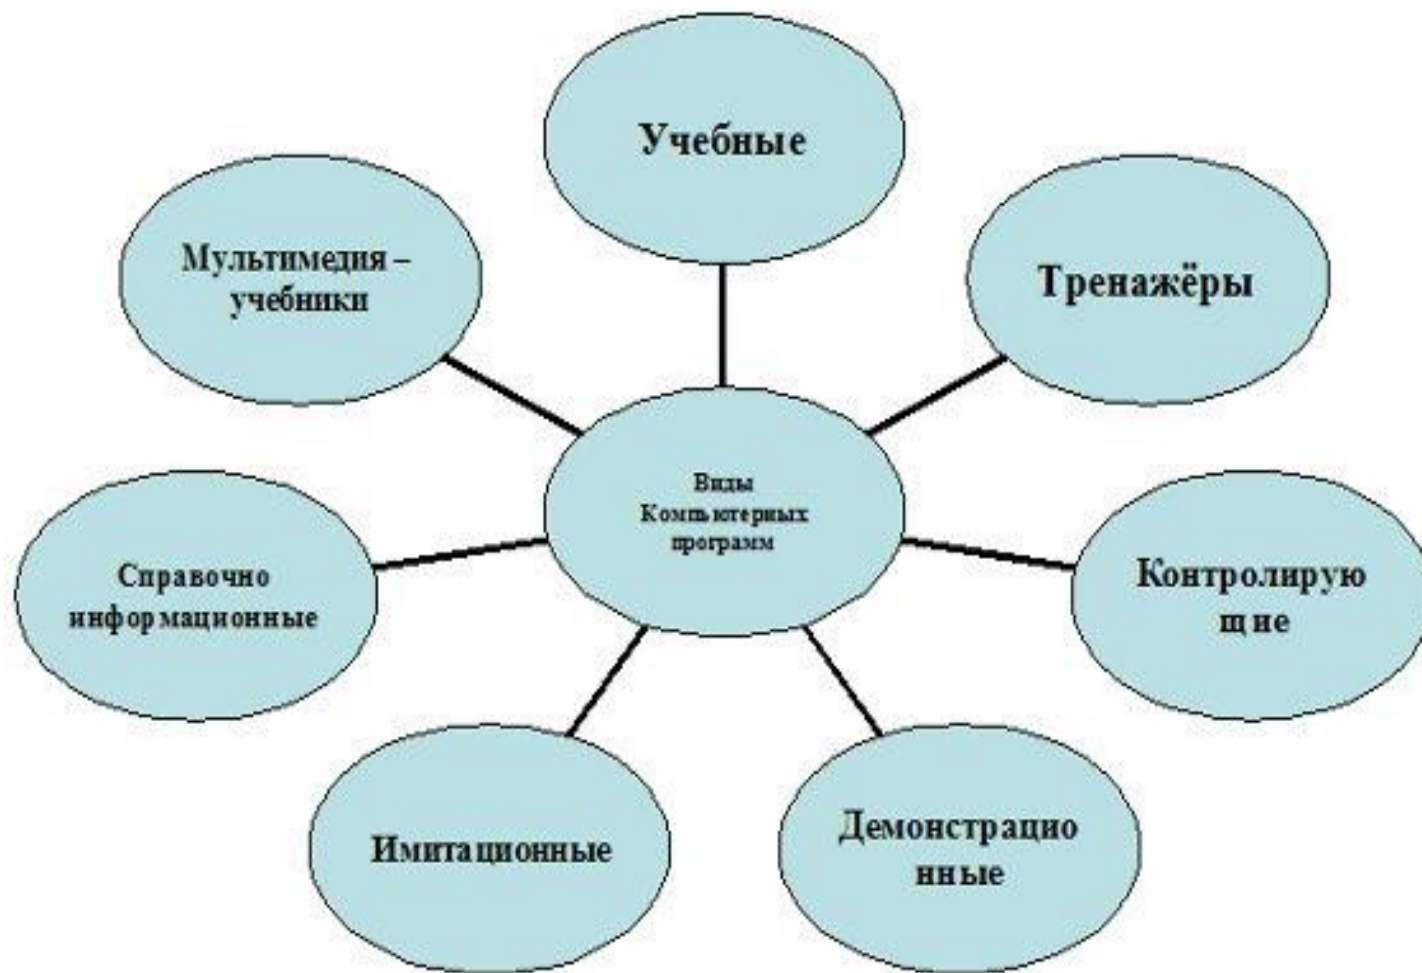 Учебные
Мультимедия –
учебники
Тренажёры
Виды
Компьютерных
программ
Справочно
информационные
Контролирую
щие
Имитационные
Демонстрацио
нные